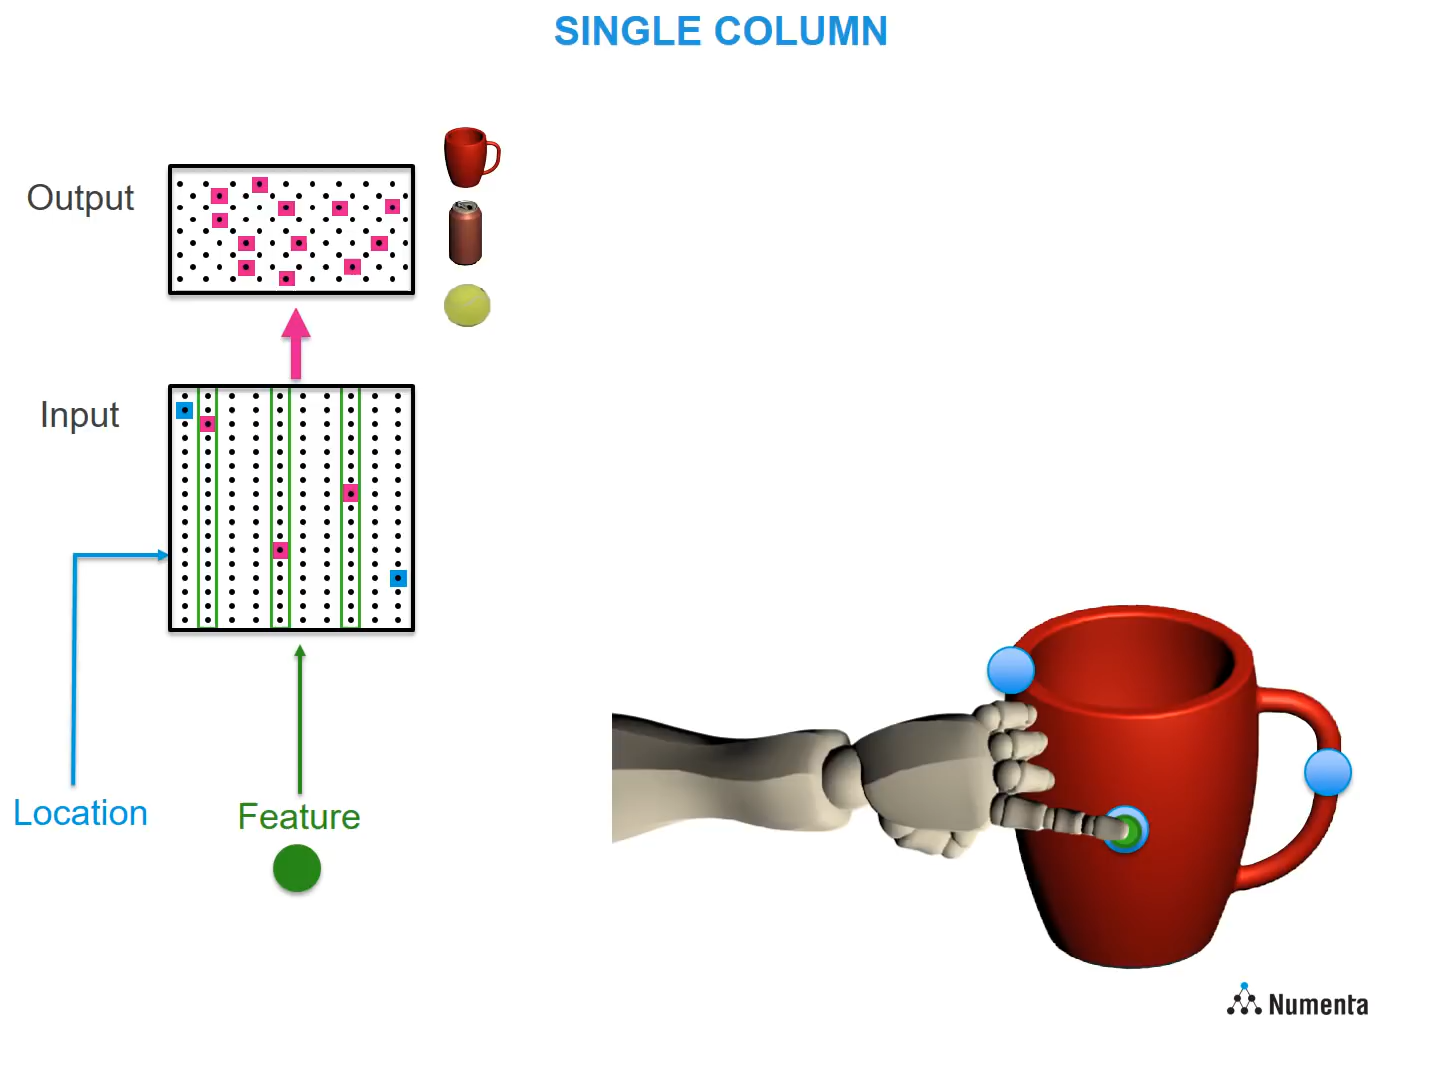 SINGLE COLUMN
Output
Input
Location
Feature
Numenta